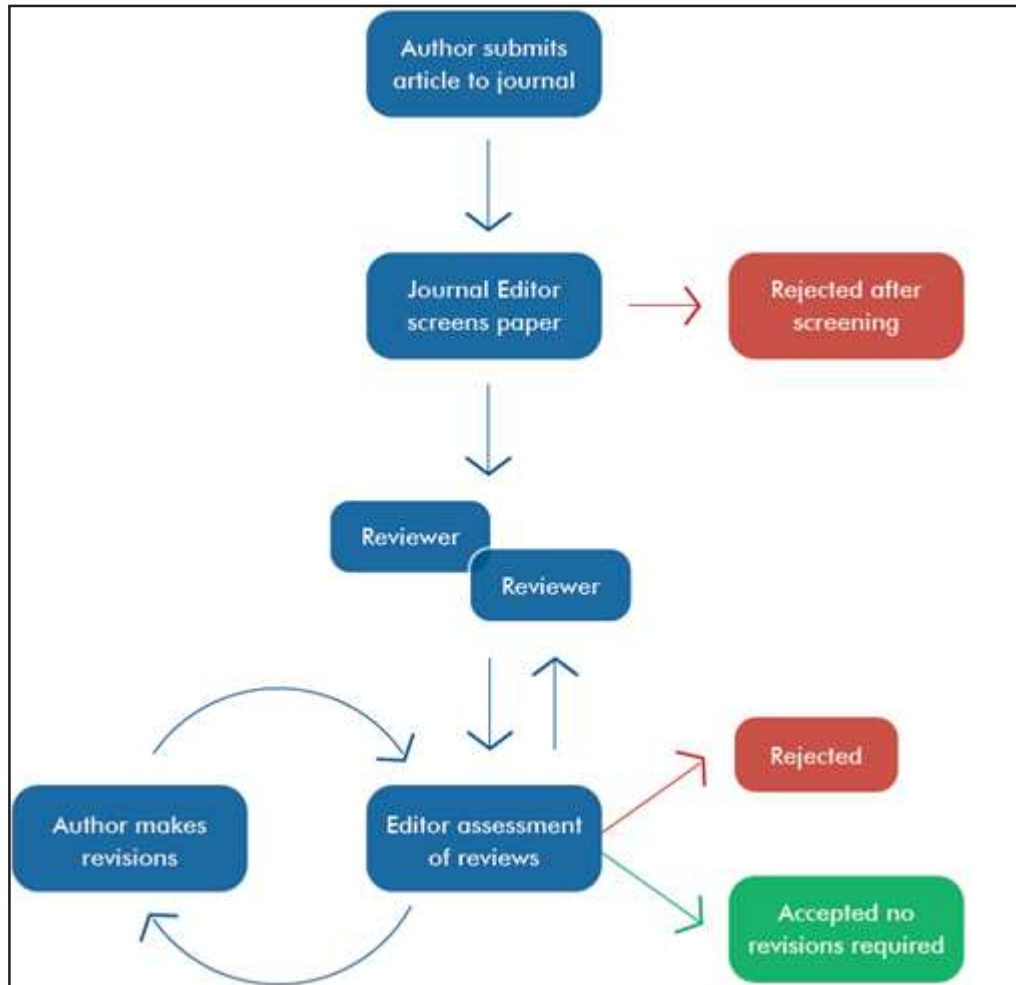 Author submits
article to journal
Journal Editor
screens paper
Rejected after
screening
Reviewer
Reviewer
Author makes
revisions
Editor assessment
of reviews
Rejected
Accepted no
revisions required